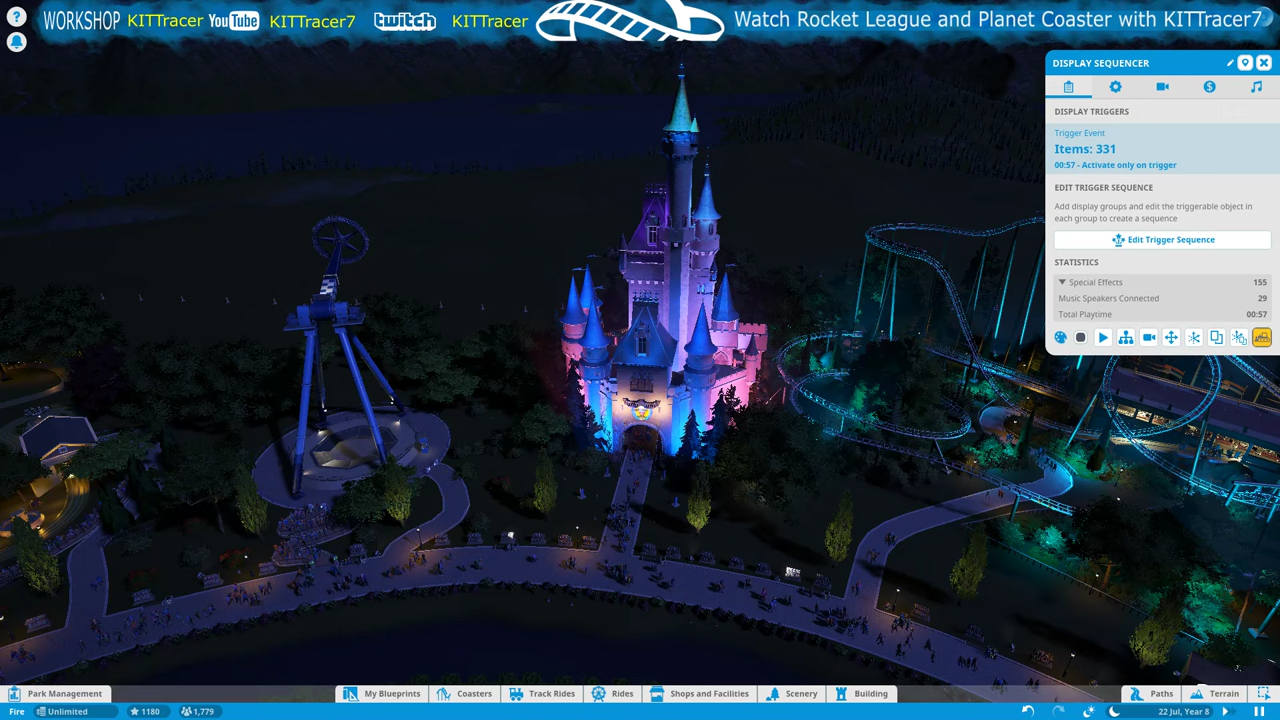 WORKSHOP KITTracer YouTube KITTracer7 twitch KITTracer Watch Rocket League and Planet Coaster with KITTracer7
DISPLAY SEQUENCER
DISPLAY TRIGGERS
Trigger Event
Items: 331
00:57 - Activate only on trigger
EDIT TRIGGER SEQUENCE
Add display groups and edit the triggerable object in
each group to create a sequence
Edit Trigger Sequence
STATISTICS
Special Effects 155
Music Speakers Connected 29
Total Playtime 00:57
Park Management My Blueprints Coasters Track Rides Rides Shops and Facilities Scenery Building Paths Terrain
Fire Unlimited 1180 1,779 22 Jul, Year 8